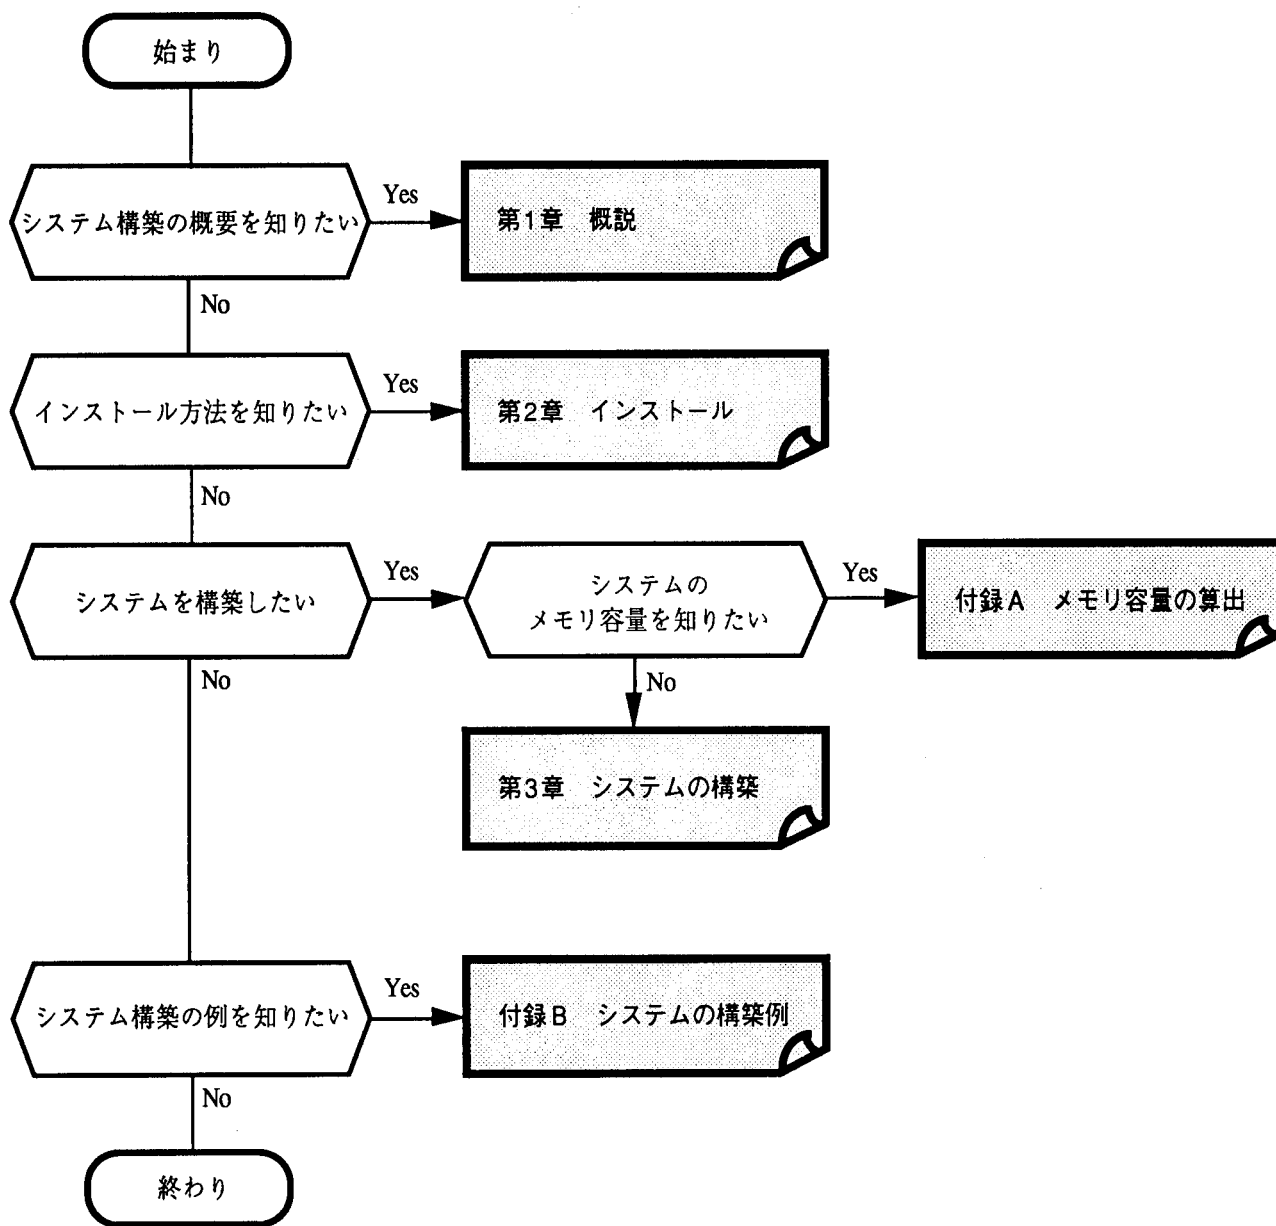 始まり
システム構築の概要を知りたい
Yes
第1章 概説
No
インストール方法を知りたい
Yes
第2章 インストール
No
システムを構築したい
Yes
システムの
メモリ容量を知りたい
Yes
付録A メモリ容量の算出
No
No
第3章 システムの構築
システム構築の例を知りたい
Yes
付録B システムの構築例
No
終わり